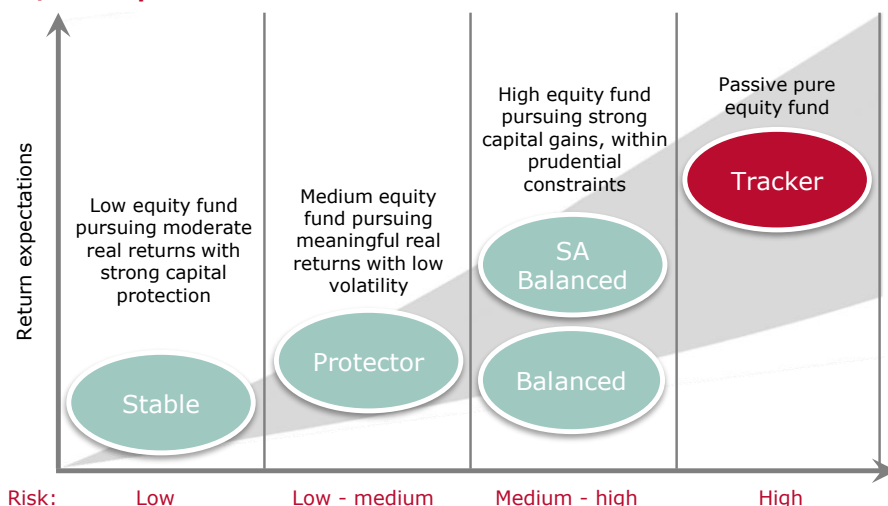 Return expectations
Low equity fund
pursuing moderate
real returns with
strong capital
protection
Stable
Medium equity
fund pursuing
meaningful real
returns with low
volatility
Protector
High equity fund
pursuing strong
capital gains, within
prudential
constraints
SA
Balanced
Balanced
Passive pure
equity fund
Tracker
Risk:
Low
Low - medium
Medium - high
High